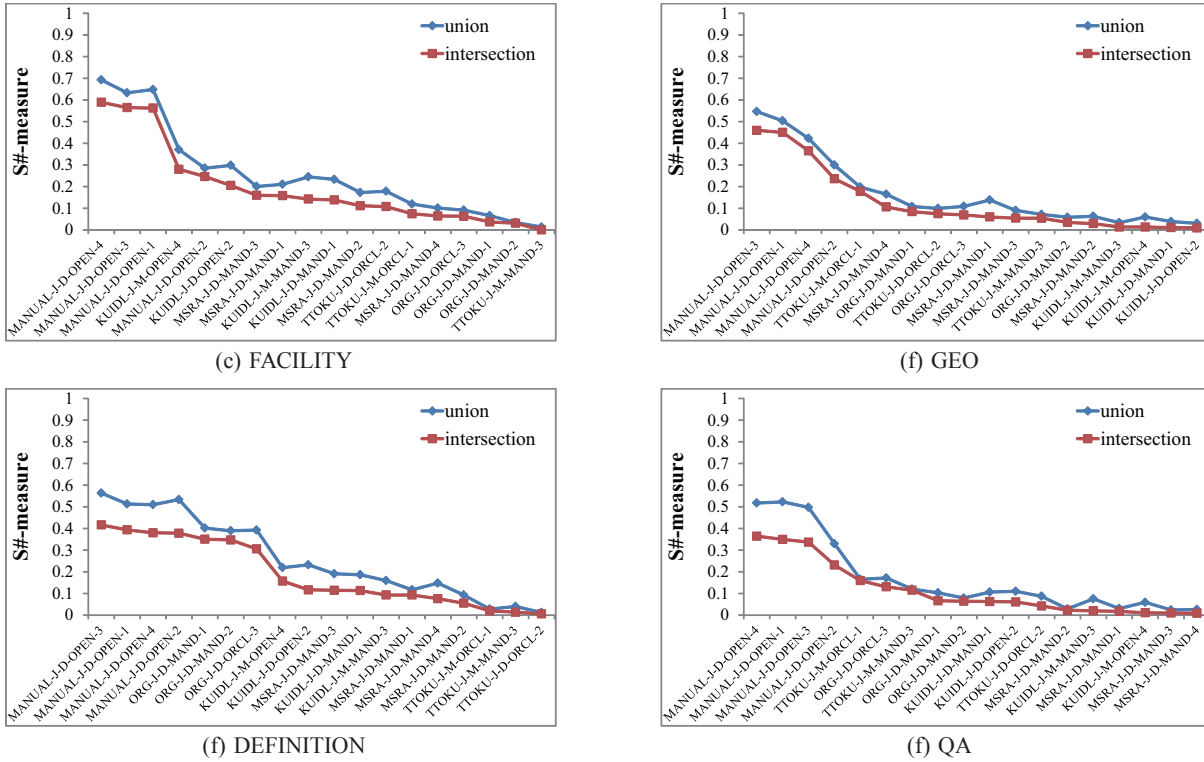 1
0.9
0.8
0.7
0.6
0.5
0.4
0.3
0.2
0.1
0
S#-measure
union
intersection
MANUAL-J-D-OPEN-4
MANUAL-J-D-OPEN-3
MANUAL-J-D-OPEN-1
KUIDL-J-M-OPEN-4
MANUAL-J-D-OPEN-2
KUIDL-J-D-OPEN-2
MSRA-J-D-MAND-3
MSRA-J-D-MAND-1
KUIDL-J-M-MAND-3
KUIDL-J-D-MAND-1
MSRA-J-D-MAND-2
TTOKU-J-D-ORCL-2
TTOKU-J-M-ORCL-1
MSRA-J-D-MAND-4
ORG-J-D-ORCL-3
ORG-J-D-MAND-1
ORG-J-D-MAND-2
TTOKU-J-M-MAND-3
(c) FACILITY
1
0.9
0.8
0.7
0.6
0.5
0.4
0.3
0.2
0.1
0
S#-measure
union
intersection
MANUAL-J-D-OPEN-3
MANUAL-J-D-OPEN-1
MANUAL-J-D-OPEN-4
MANUAL-J-D-OPEN-2
TTOKU-J-M-ORCL-1
MSRA-J-D-MAND-4
ORG-J-D-MAND-1
TTOKU-J-D-ORCL-2
ORG-J-D-ORCL-3
MSRA-J-D-MAND-1
MSRA-J-D-MAND-3
TTOKU-J-M-MAND-3
ORG-J-D-MAND-2
MSRA-J-D-MAND-2
KUIDL-J-M-MAND-3
KUIDL-J-M-OPEN-4
KUIDL-J-D-MAND-1
KUIDL-J-D-OPEN-2
(f) GEO
1
0.9
0.8
0.7
0.6
0.5
0.4
0.3
0.2
0.1
0
S#-measure
union
intersection
MANUAL-J-D-OPEN-3
MANUAL-J-D-OPEN-1
MANUAL-J-D-OPEN-4
MANUAL-J-D-OPEN-2
ORG-J-D-MAND-1
ORG-J-D-MAND-2
ORG-J-D-ORCL-3
KUIDL-J-M-OPEN-4
KUIDL-J-D-OPEN-2
MSRA-J-D-MAND-3
KUIDL-J-D-MAND-1
KUIDL-J-M-MAND-3
MSRA-J-D-MAND-1
MSRA-J-D-MAND-4
MSRA-J-D-MAND-2
TTOKU-J-M-ORCL-1
TTOKU-J-M-MAND-3
TTOKU-J-D-ORCL-2
(f) DEFINITION
1
0.9
0.8
0.7
0.6
0.5
0.4
0.3
0.2
0.1
0
S#-measure
union
intersection
MANUAL-J-D-OPEN-4
MANUAL-J-D-OPEN-1
MANUAL-J-D-OPEN-3
MANUAL-J-D-OPEN-2
TTOKU-J-M-ORCL-1
ORG-J-D-ORCL-3
TTOKU-J-M-MAND-3
ORG-J-D-MAND-1
ORG-J-D-MAND-2
KUIDL-J-D-MAND-1
KUIDL-J-D-OPEN-2
TTOKU-J-D-ORCL-2
MSRA-J-D-MAND-2
KUIDL-J-M-MAND-3
MSRA-J-D-MAND-1
KUIDL-J-M-OPEN-4
MSRA-J-D-MAND-3
MSRA-J-D-MAND-4
(f) QA